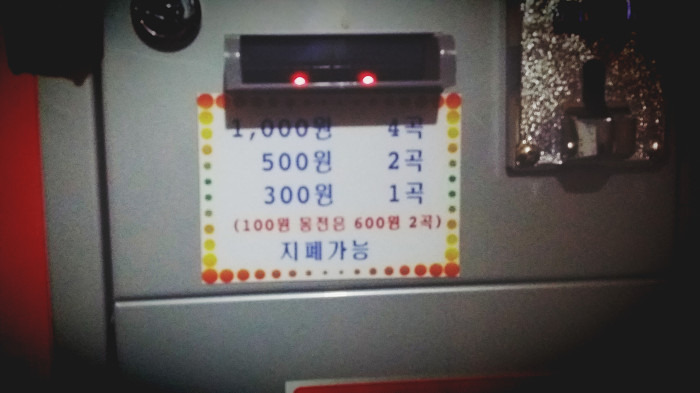 1,000원 4곡
500원 2곡
300원 1곡
(100원 동전은 600원 2곡)
지폐가능